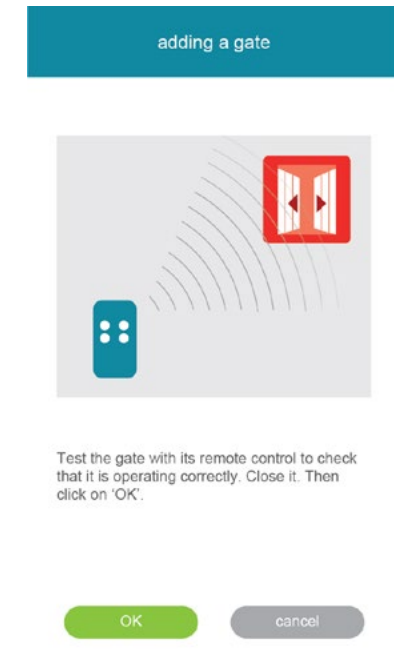 adding a gate
Test the gate with its remote control to check
that it is operating correctly. Close it. Then
click on ‘OK’.
OK
cancel